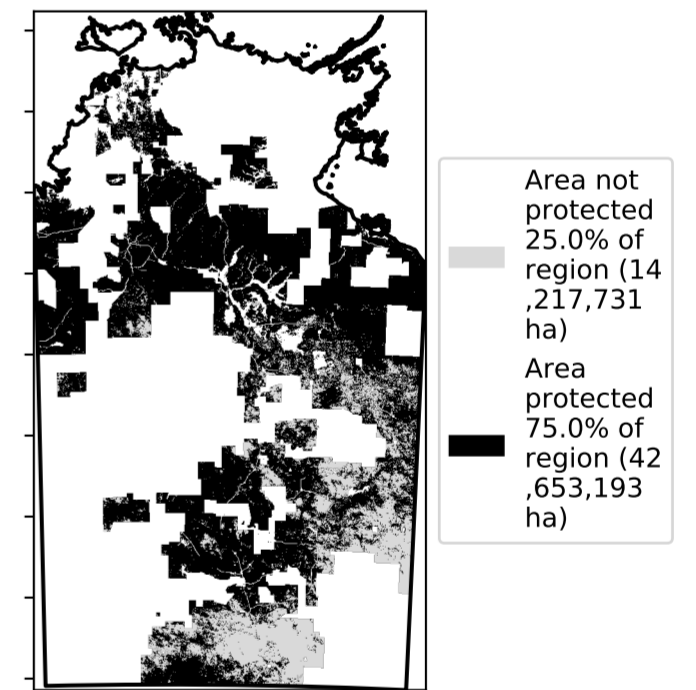 Area not
protected
25.0% of
region (14
,217,731
ha)
Area
protected
75.0% of
region (42
,653,193
ha)